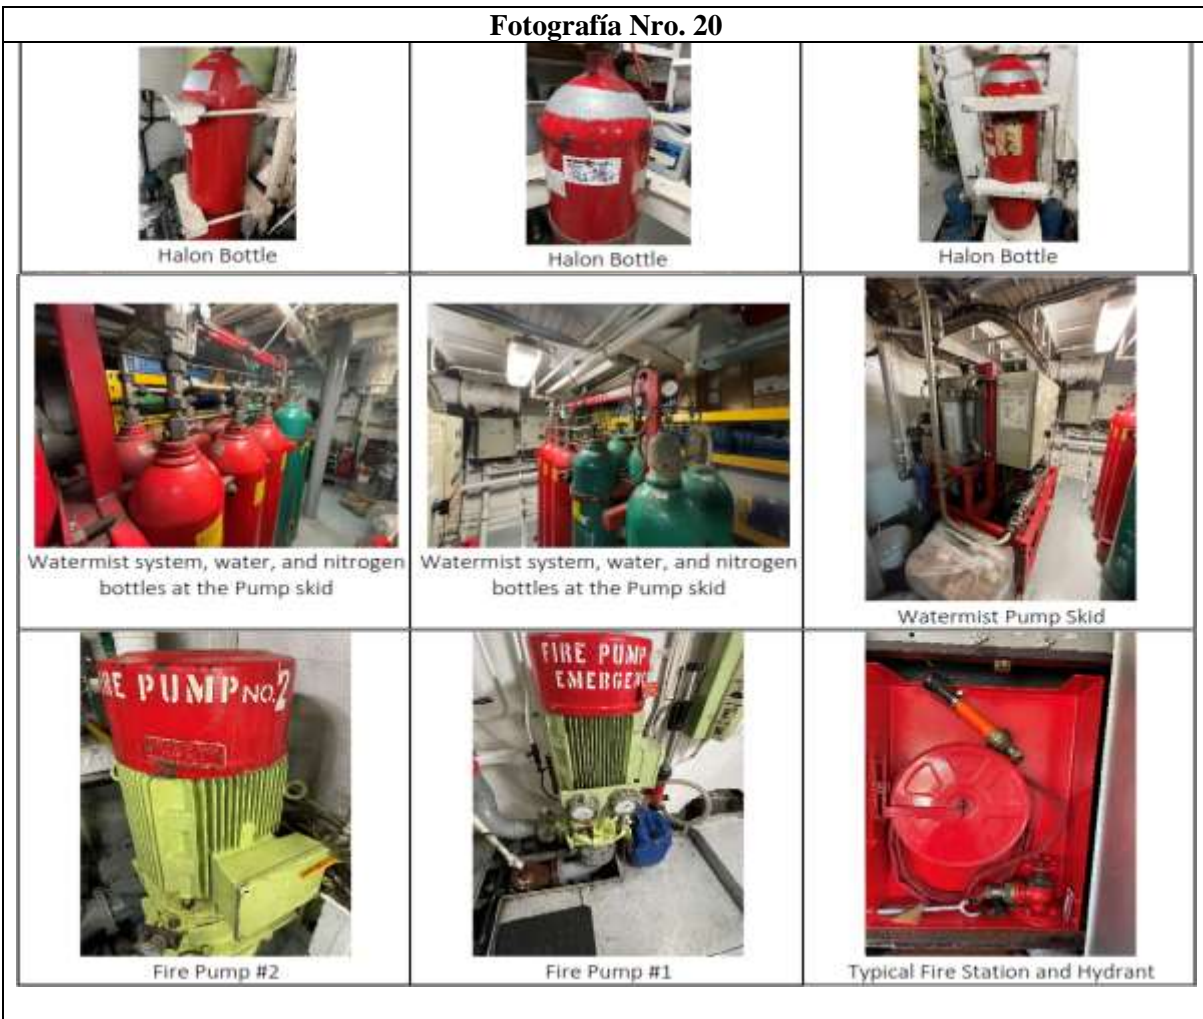 Fotografía Nro. 20
Halon Bottle
Halon Bottle
Halon Bottle
Watermist system, water, and nitrogen
bottles at the Pump skid
Watermist system, water, and nitrogen
bottles at the Pump skid
Watermist Pump Skid
RE PUMP NO.2
FIRE PUMP
EMERGEN
Fire Pump #2
Fire Pump #1
Typical Fire Station and Hydrant